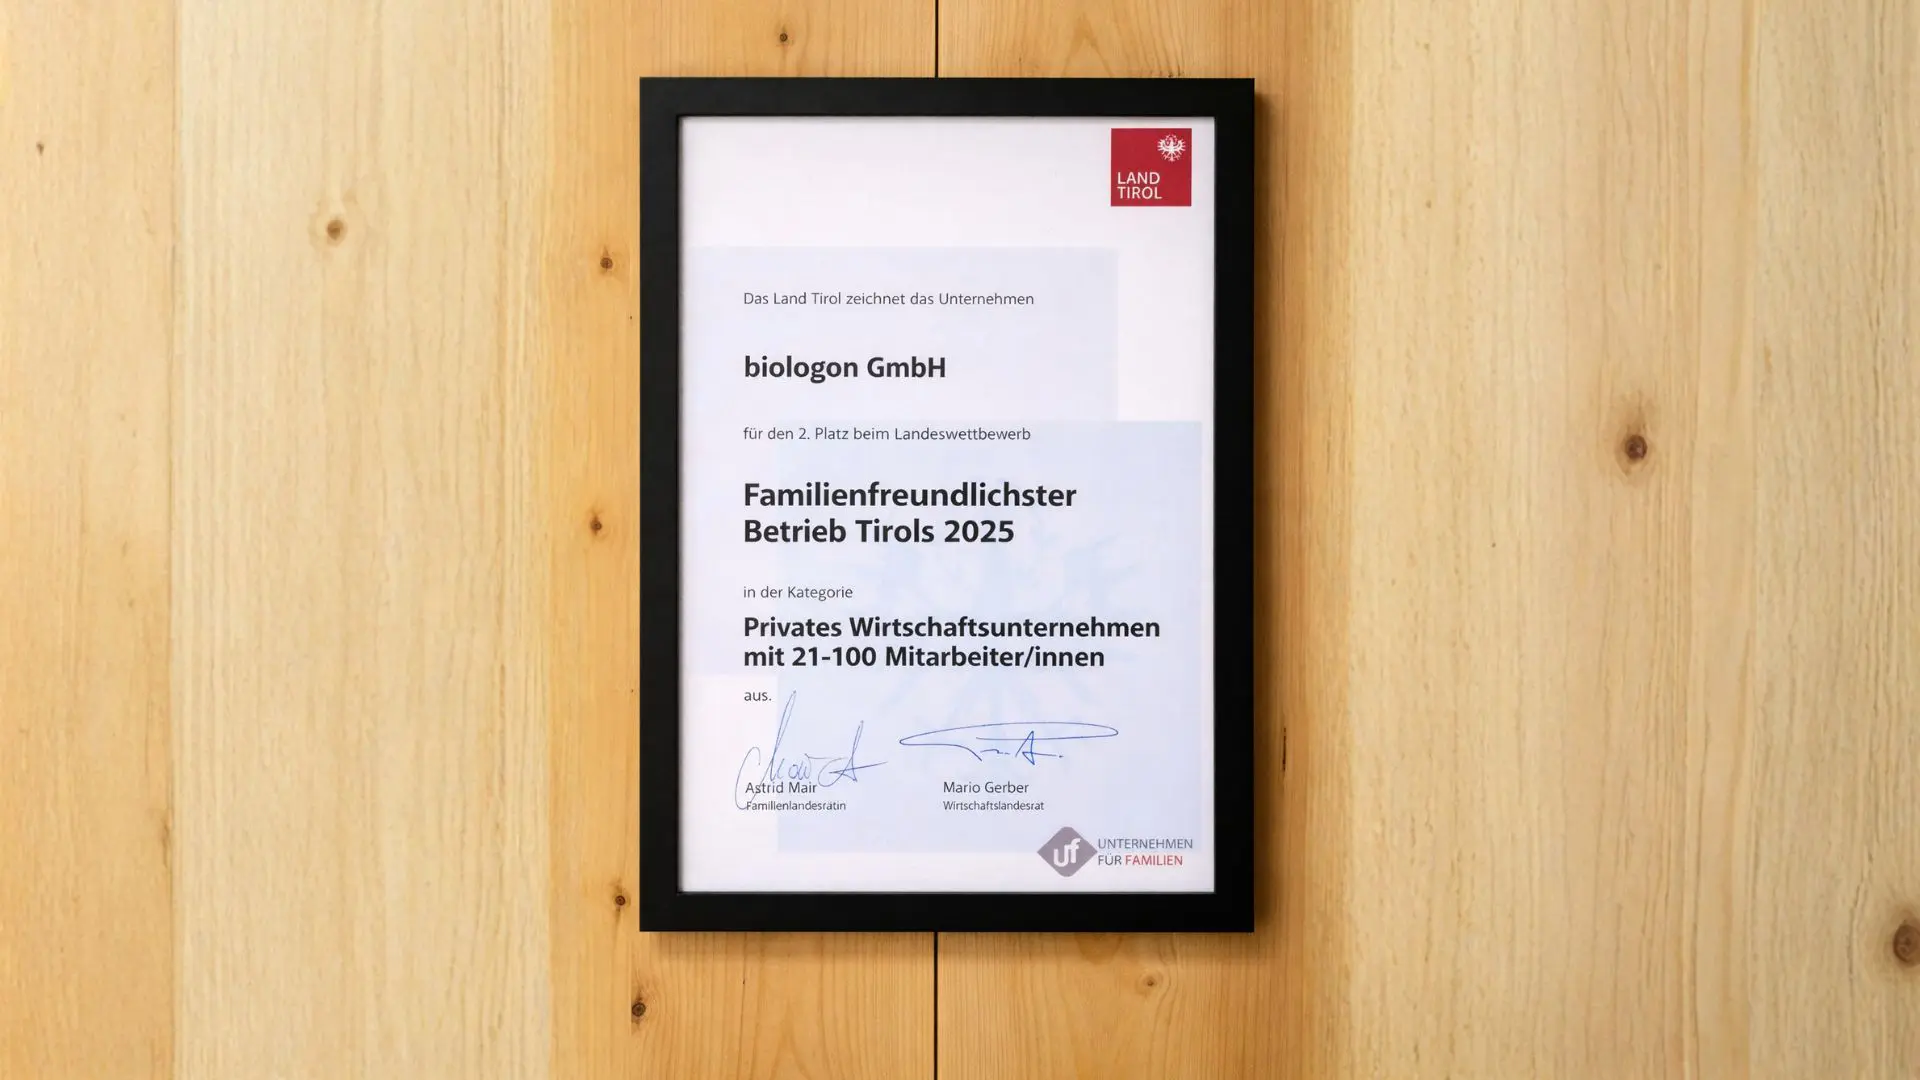 LAND
TIROL
Das Land Tirol zeichnet das Unternehmen
biologon GmbH
für den 2. Platz beim Landeswettbewerb
Familienfreundlichster
Betrieb Tirols 2025
in der Kategorie
Privates Wirtschaftsunternehmen
mit 21-100 Mitarbeiter/innen
aus.
Astrid Mair
Familienlandesrätin
Mario Gerber
Wirtschaftslandesrat
uf
UNTERNEHMEN
FÜR FAMILIEN